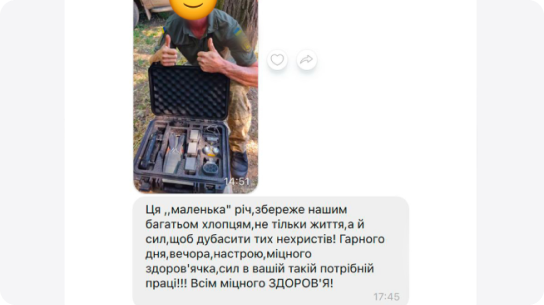 14:51
Ця ,,маленька" річ,збереже нашим
багатьом хлопцям,не тільки життя,а й
сил,щоб дубасити тих нехристів! Гарного
дня,вечора,настрою,міцного
здоров'ячка,сил в вашій такій потрібній
праці!!! Всім міцного ЗДОРОВ'Я!
17:45